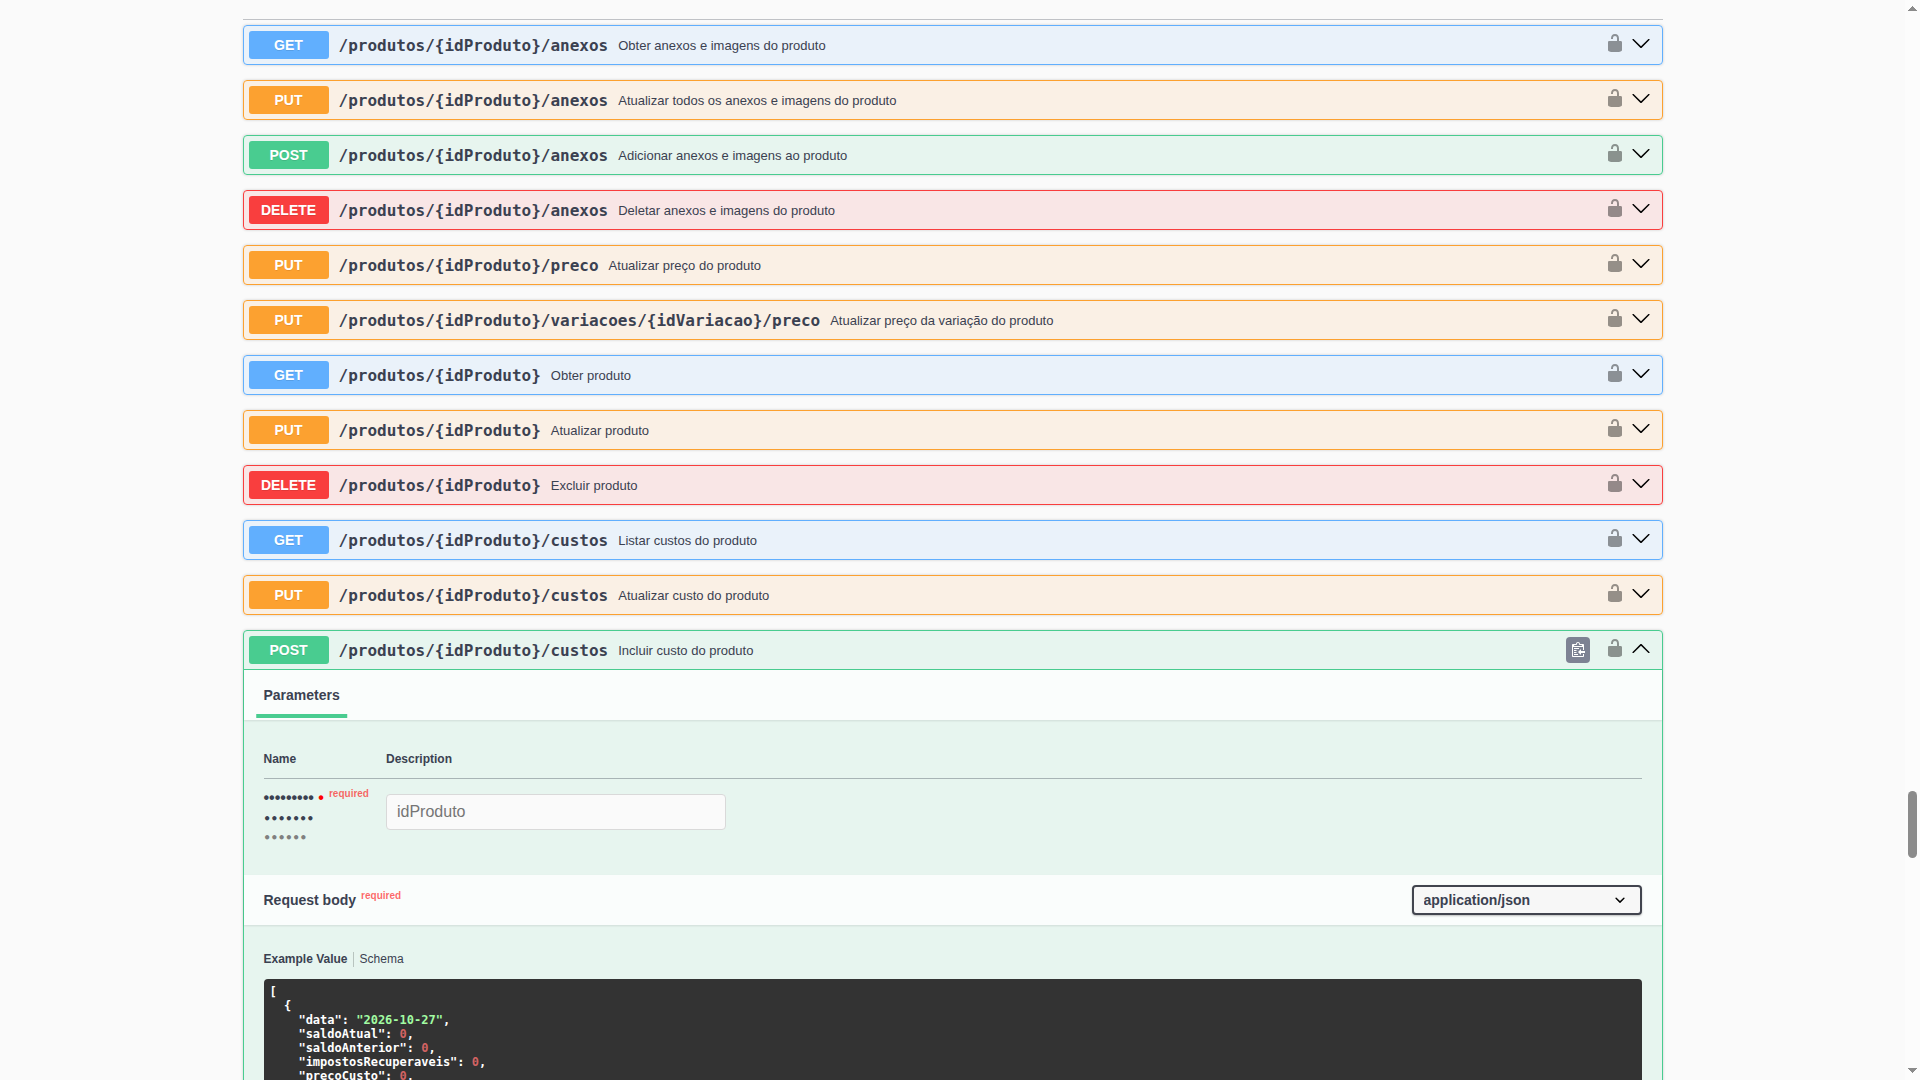 GET /produtos/{idProduto}/anexos Obter anexos e imagens do produto
PUT /produtos/{idProduto}/anexos Atualizar todos os anexos e imagens do produto
POST /produtos/{idProduto}/anexos Adicionar anexos e imagens ao produto
DELETE /produtos/{idProduto}/anexos Deletar anexos e imagens do produto
PUT /produtos/{idProduto}/preco Atualizar preço do produto
PUT /produtos/{idProduto}/variacoes/{idVariacao}/preco Atualizar preço da variação do produto
GET /produtos/{idProduto} Obter produto
PUT /produtos/{idProduto} Atualizar produto
DELETE /produtos/{idProduto} Excluir produto
GET /produtos/{idProduto}/custos Listar custos do produto
PUT /produtos/{idProduto}/custos Atualizar custo do produto
POST /produtos/{idProduto}/custos Incluir custo do produto
Parameters
Name Description
••••••••• • required
•••••••
••••••
idProduto
Request body required
application/json
Example Value | Schema
[
{
"data": "2026-10-27",
"saldoAtual": 0,
"saldoAnterior": 0,
"impostosRecuperaveis": 0,
"precoCusto": 0,